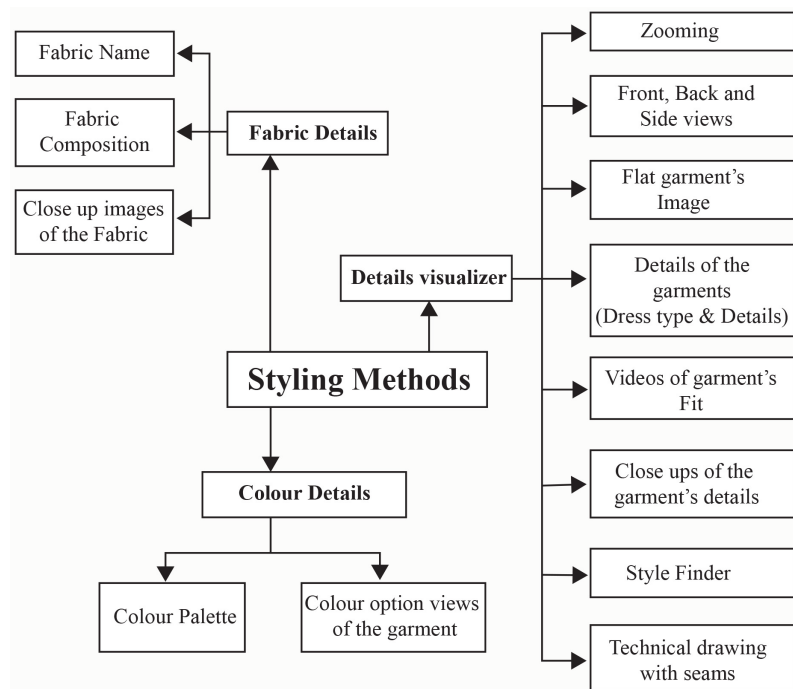 Fabric Name
Fabric
Composition
Close up images
of the Fabric
Fabric Details
Details visualizer
Styling Methods
Colour Details
Colour Palette
Colour option views
of the garment
Zooming
Front, Back and
Side views
Flat garment’s
Image
Details of the
garments
(Dress type & Details)
Videos of garment’s
Fit
Close ups of the
garment’s details
Style Finder
Technical drawing
with seams